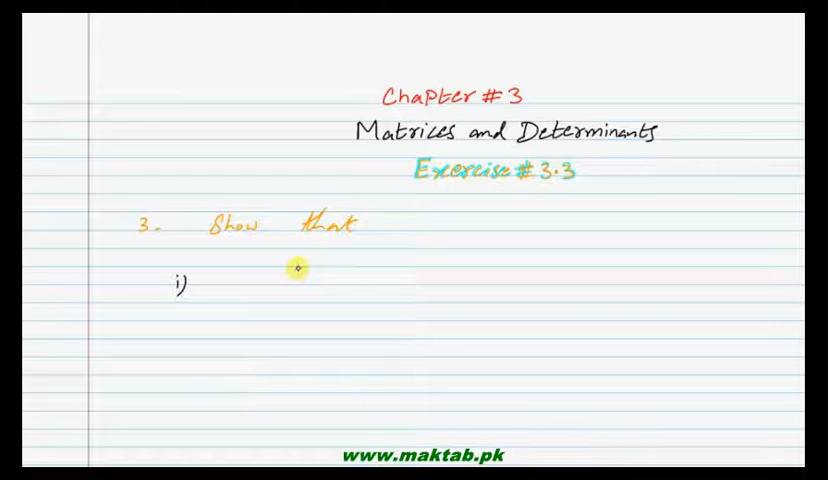 Chapter # 3
Matrices and Determinants
Exercise # 3.3
3. Show that
i)
www.maktab.pk